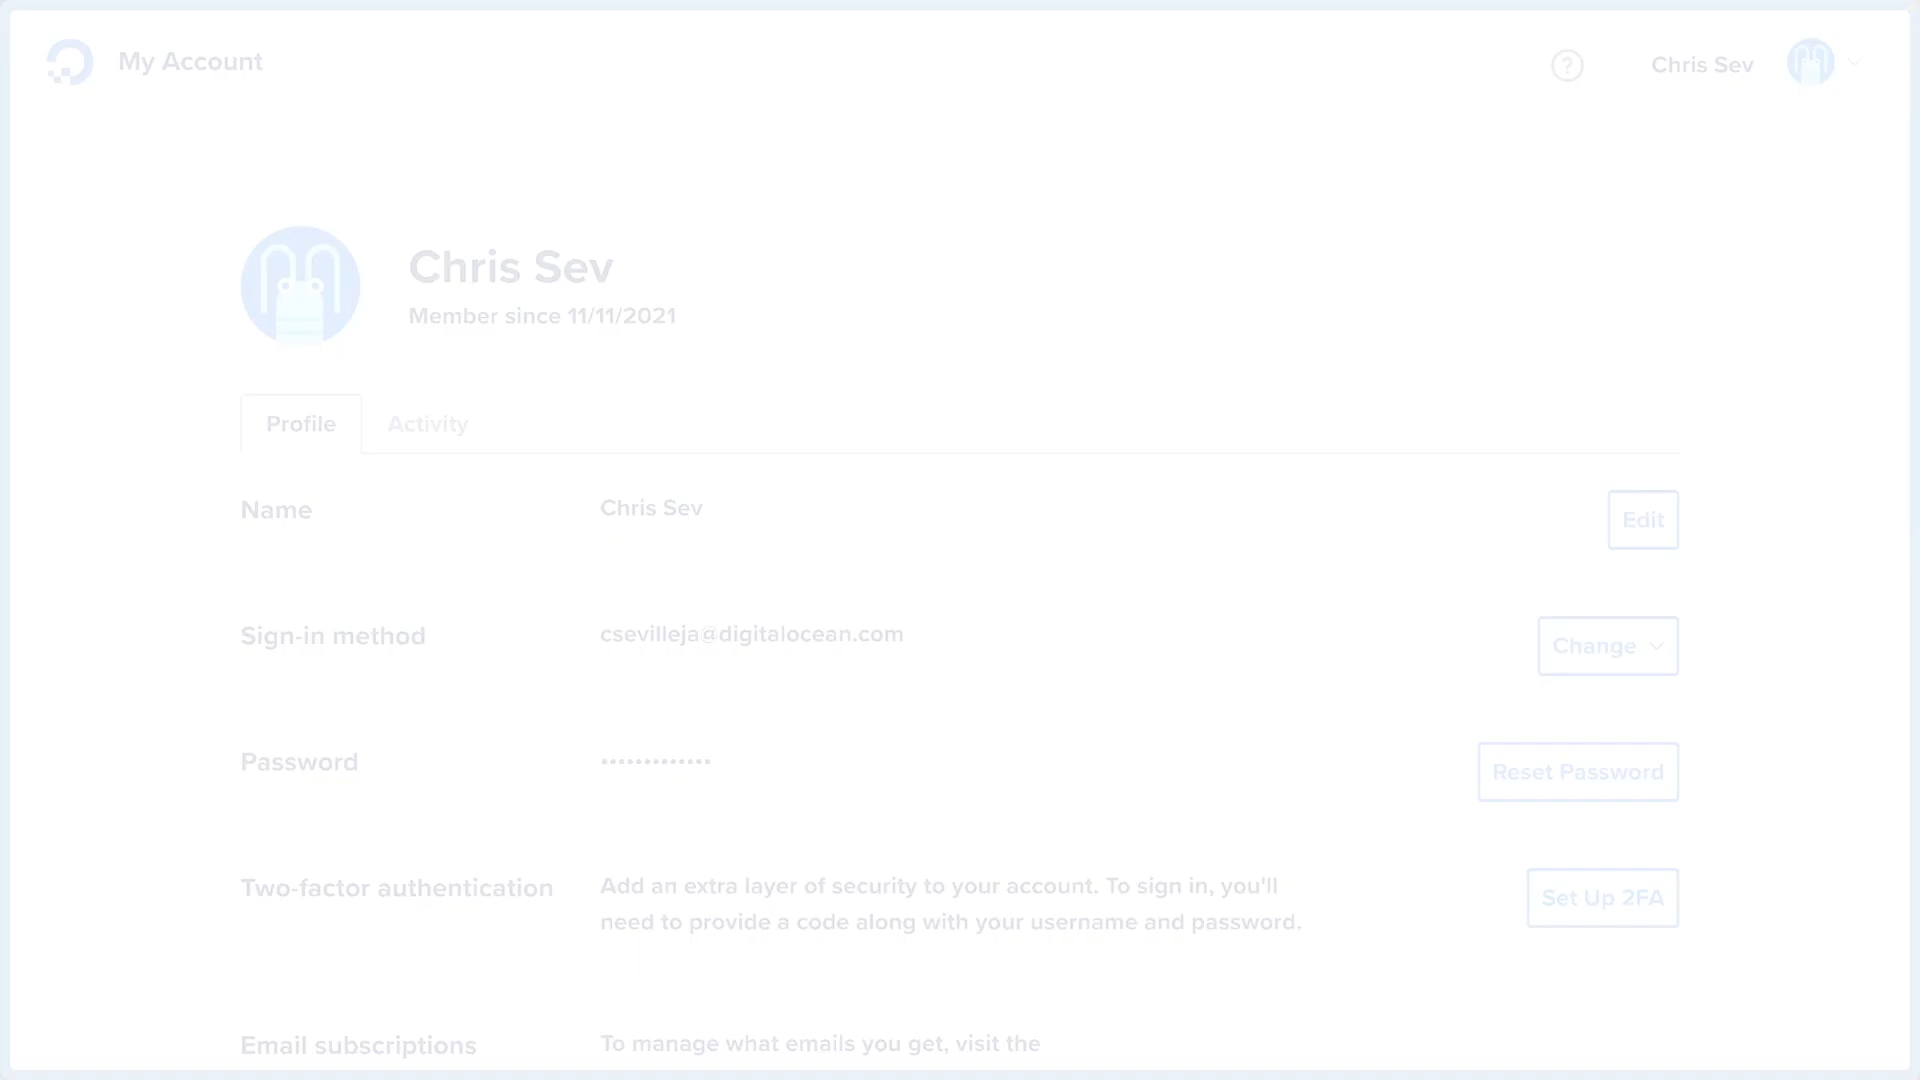 My Account
?
Chris Sev
Chris Sev
Member since 11/11/2021
Profile
Activity
Name
Chris Sev
Edit
Sign-in method
csevilleja@digitalocean.com
Change
Password
•••••••••••••
Reset Password
Two-factor authentication
Add an extra layer of security to your account. To sign in, you'll
need to provide a code along with your username and password.
Set Up 2FA
Email subscriptions
To manage what emails you get, visit the